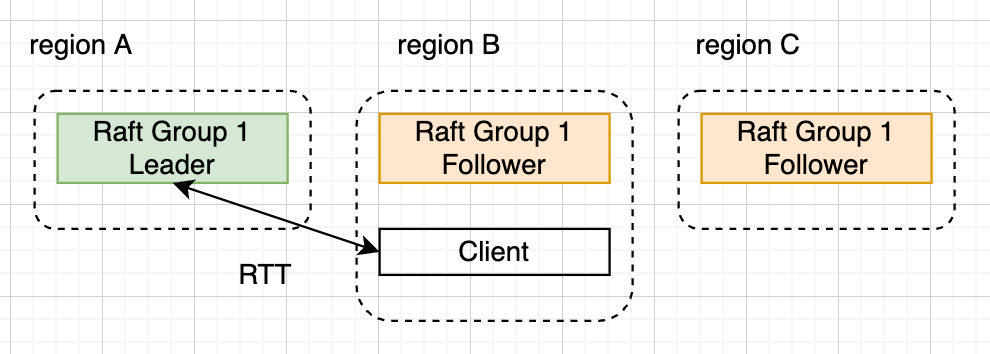 region A
region B
region C
Raft Group 1
Leader
Raft Group 1
Follower
Raft Group 1
Follower
Client
RTT